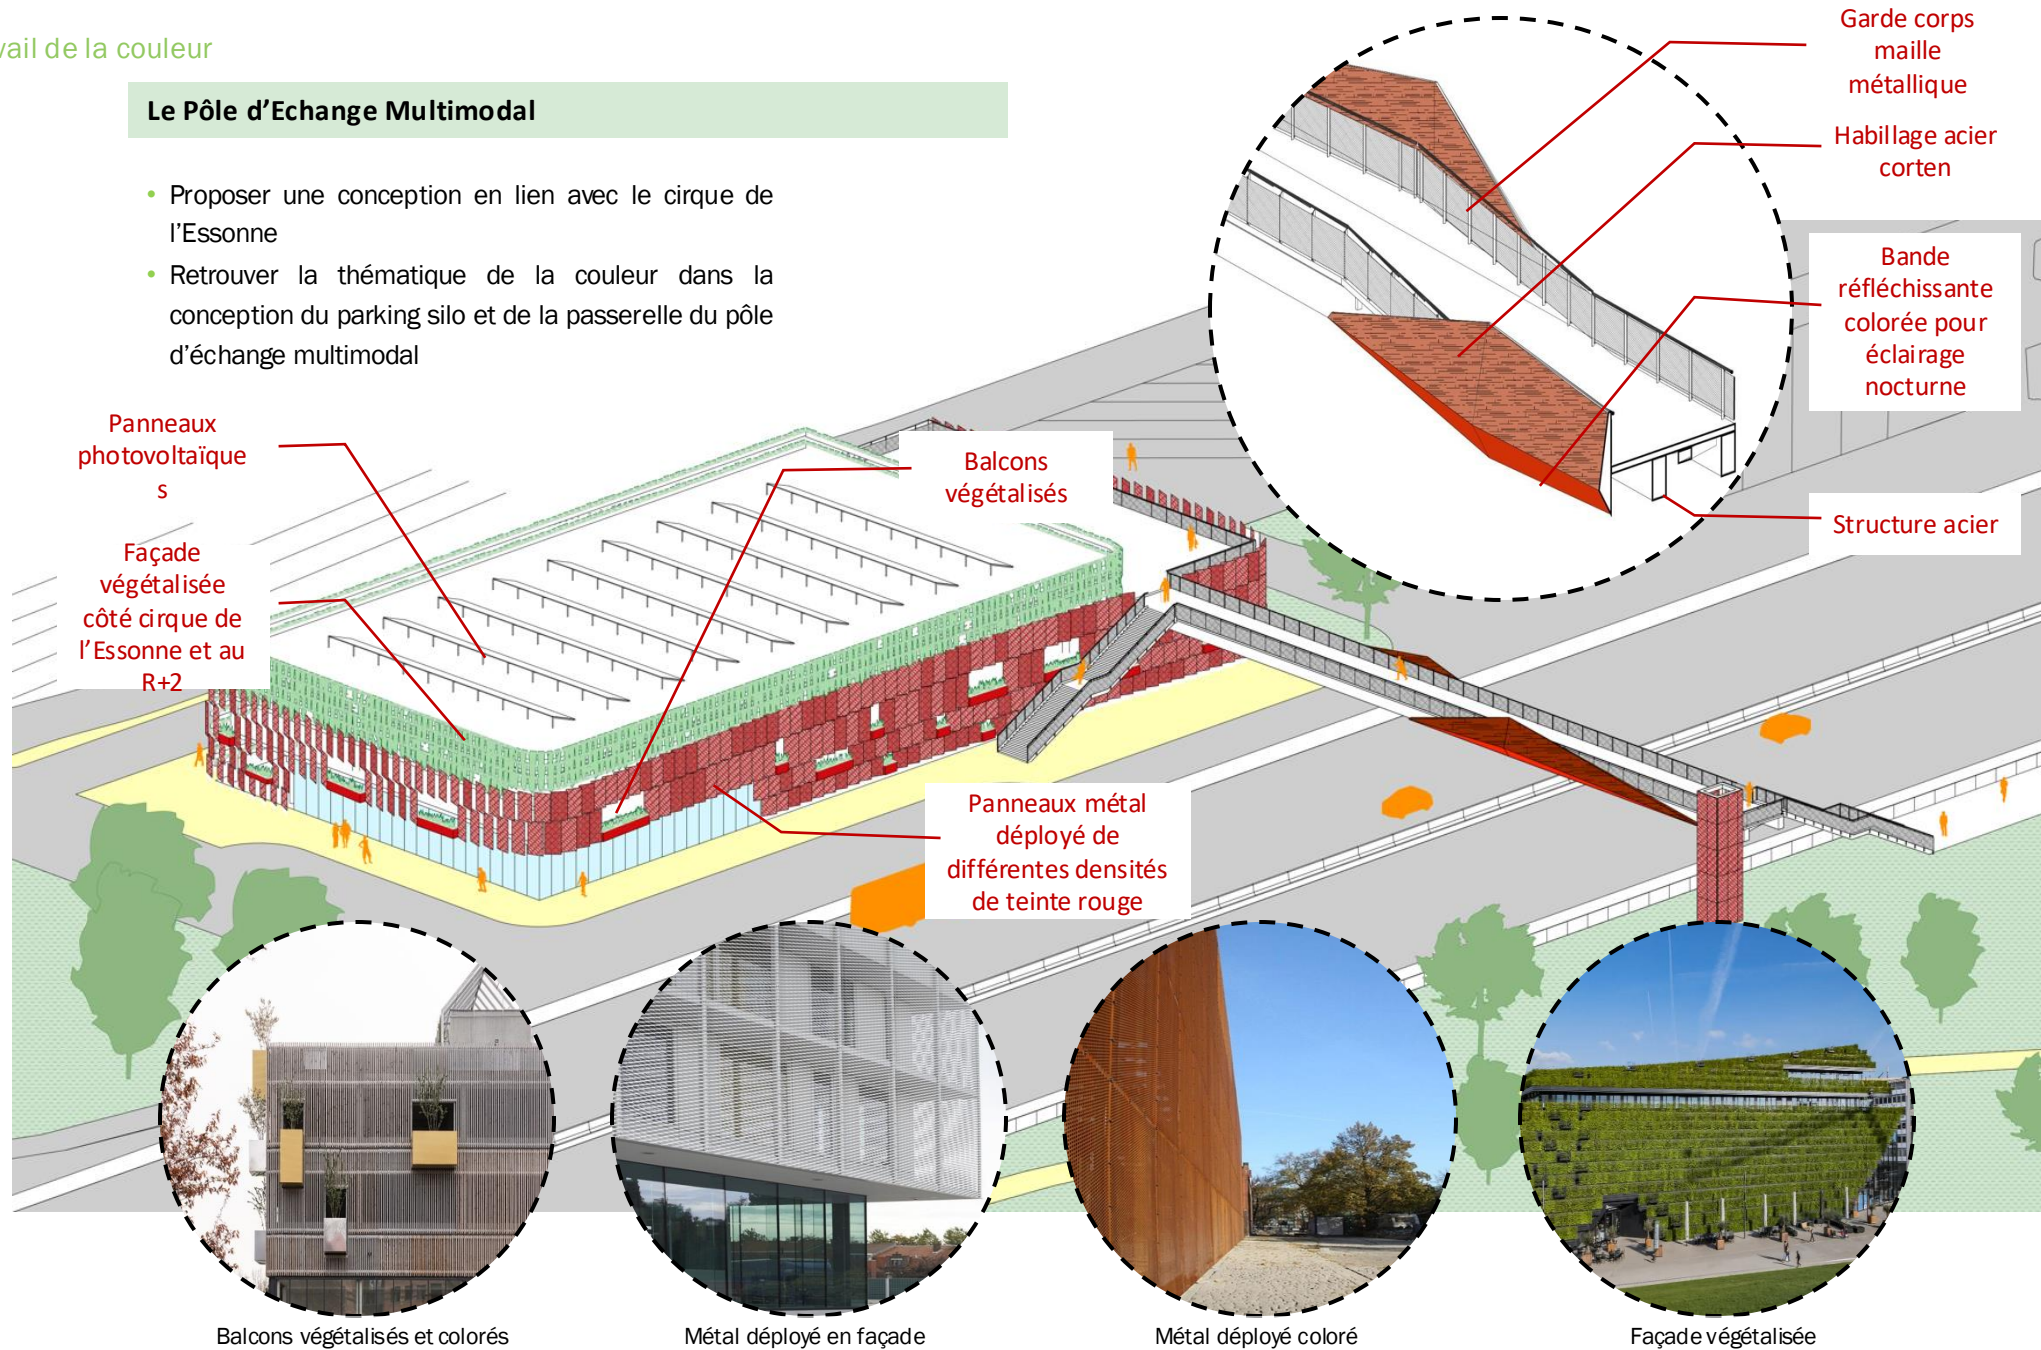 de la couleur
Le Pôle d'Echange Multimodal
• Proposer une conception en lien avec le cirque de
l'Essonne
• Retrouver la thématique de la couleur dans la
conception du parking silo et de la passerelle du pôle
d'échange multimodal
Garde corps
maille
métallique
Habillage acier
corten
Bande
réfléchissante
colorée pour
éclairage
nocturne
Structure acier
Panneaux
photovoltaïque
s
Balcons
végétalisés
Façade
végétalisée
côté cirque de
l'Essonne et au
R+2
Panneaux métal
déployé de
différentes densités
de teinte rouge
Balcons végétalisés et colorés
Métal déployé en façade
Métal déployé coloré
Façade végétalisée